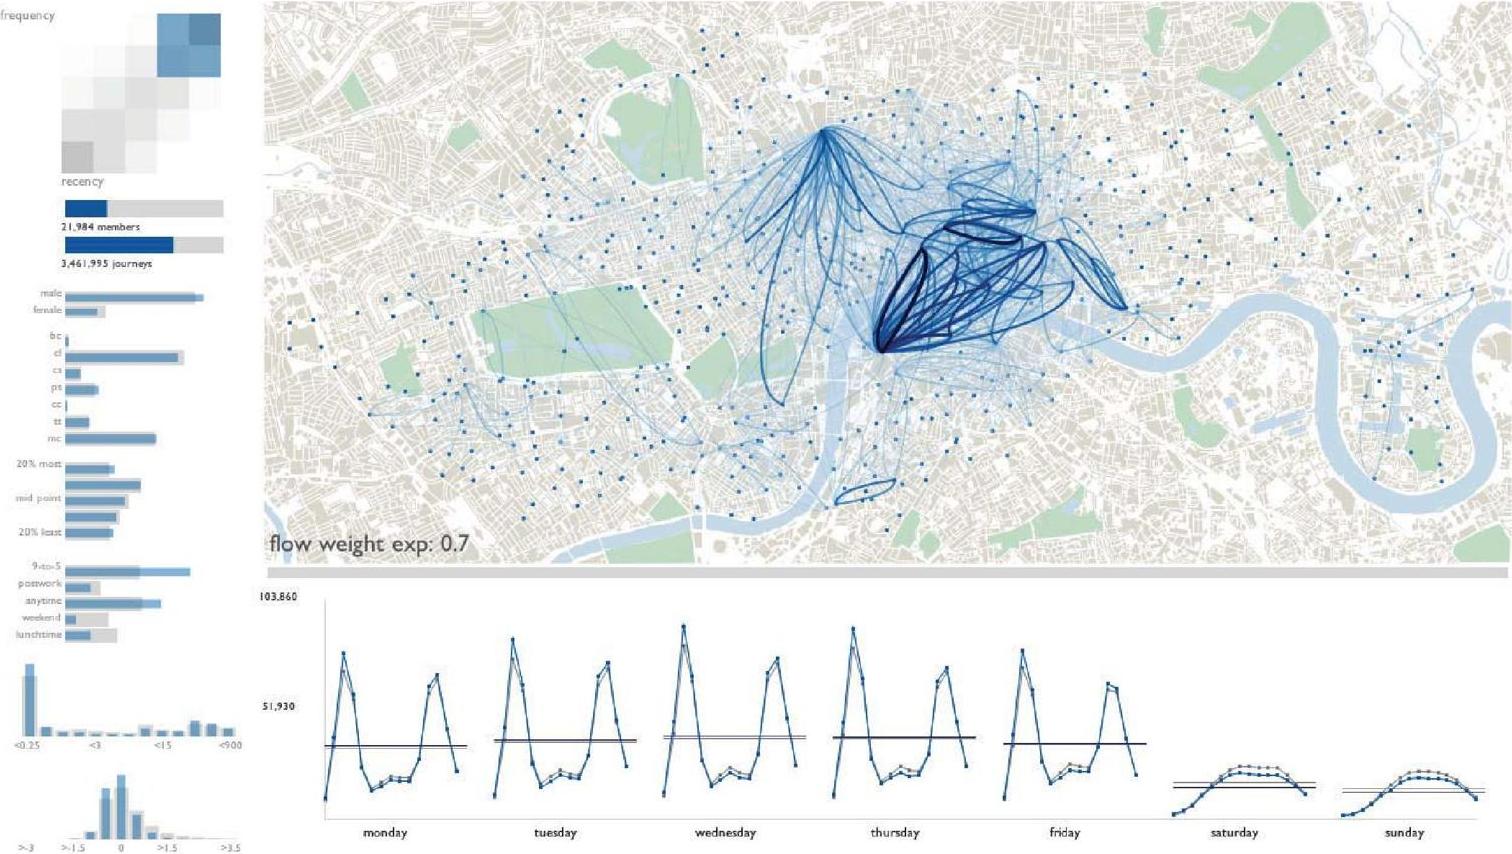 frequency
recency
21,984 members
3,461,995 journeys
male
female
bc
cl
cs
ps
cc
tt
mc
20% most
mid point
20% least
9-to-5
postwork
anytime
weekend
lunchtime
<0.25 <3 <15 <900
>-3 >-1.5 0 >1.5 >3.5
flow weight exp: 0.7
103,860
51,930
monday tuesday wednesday thursday friday saturday sunday